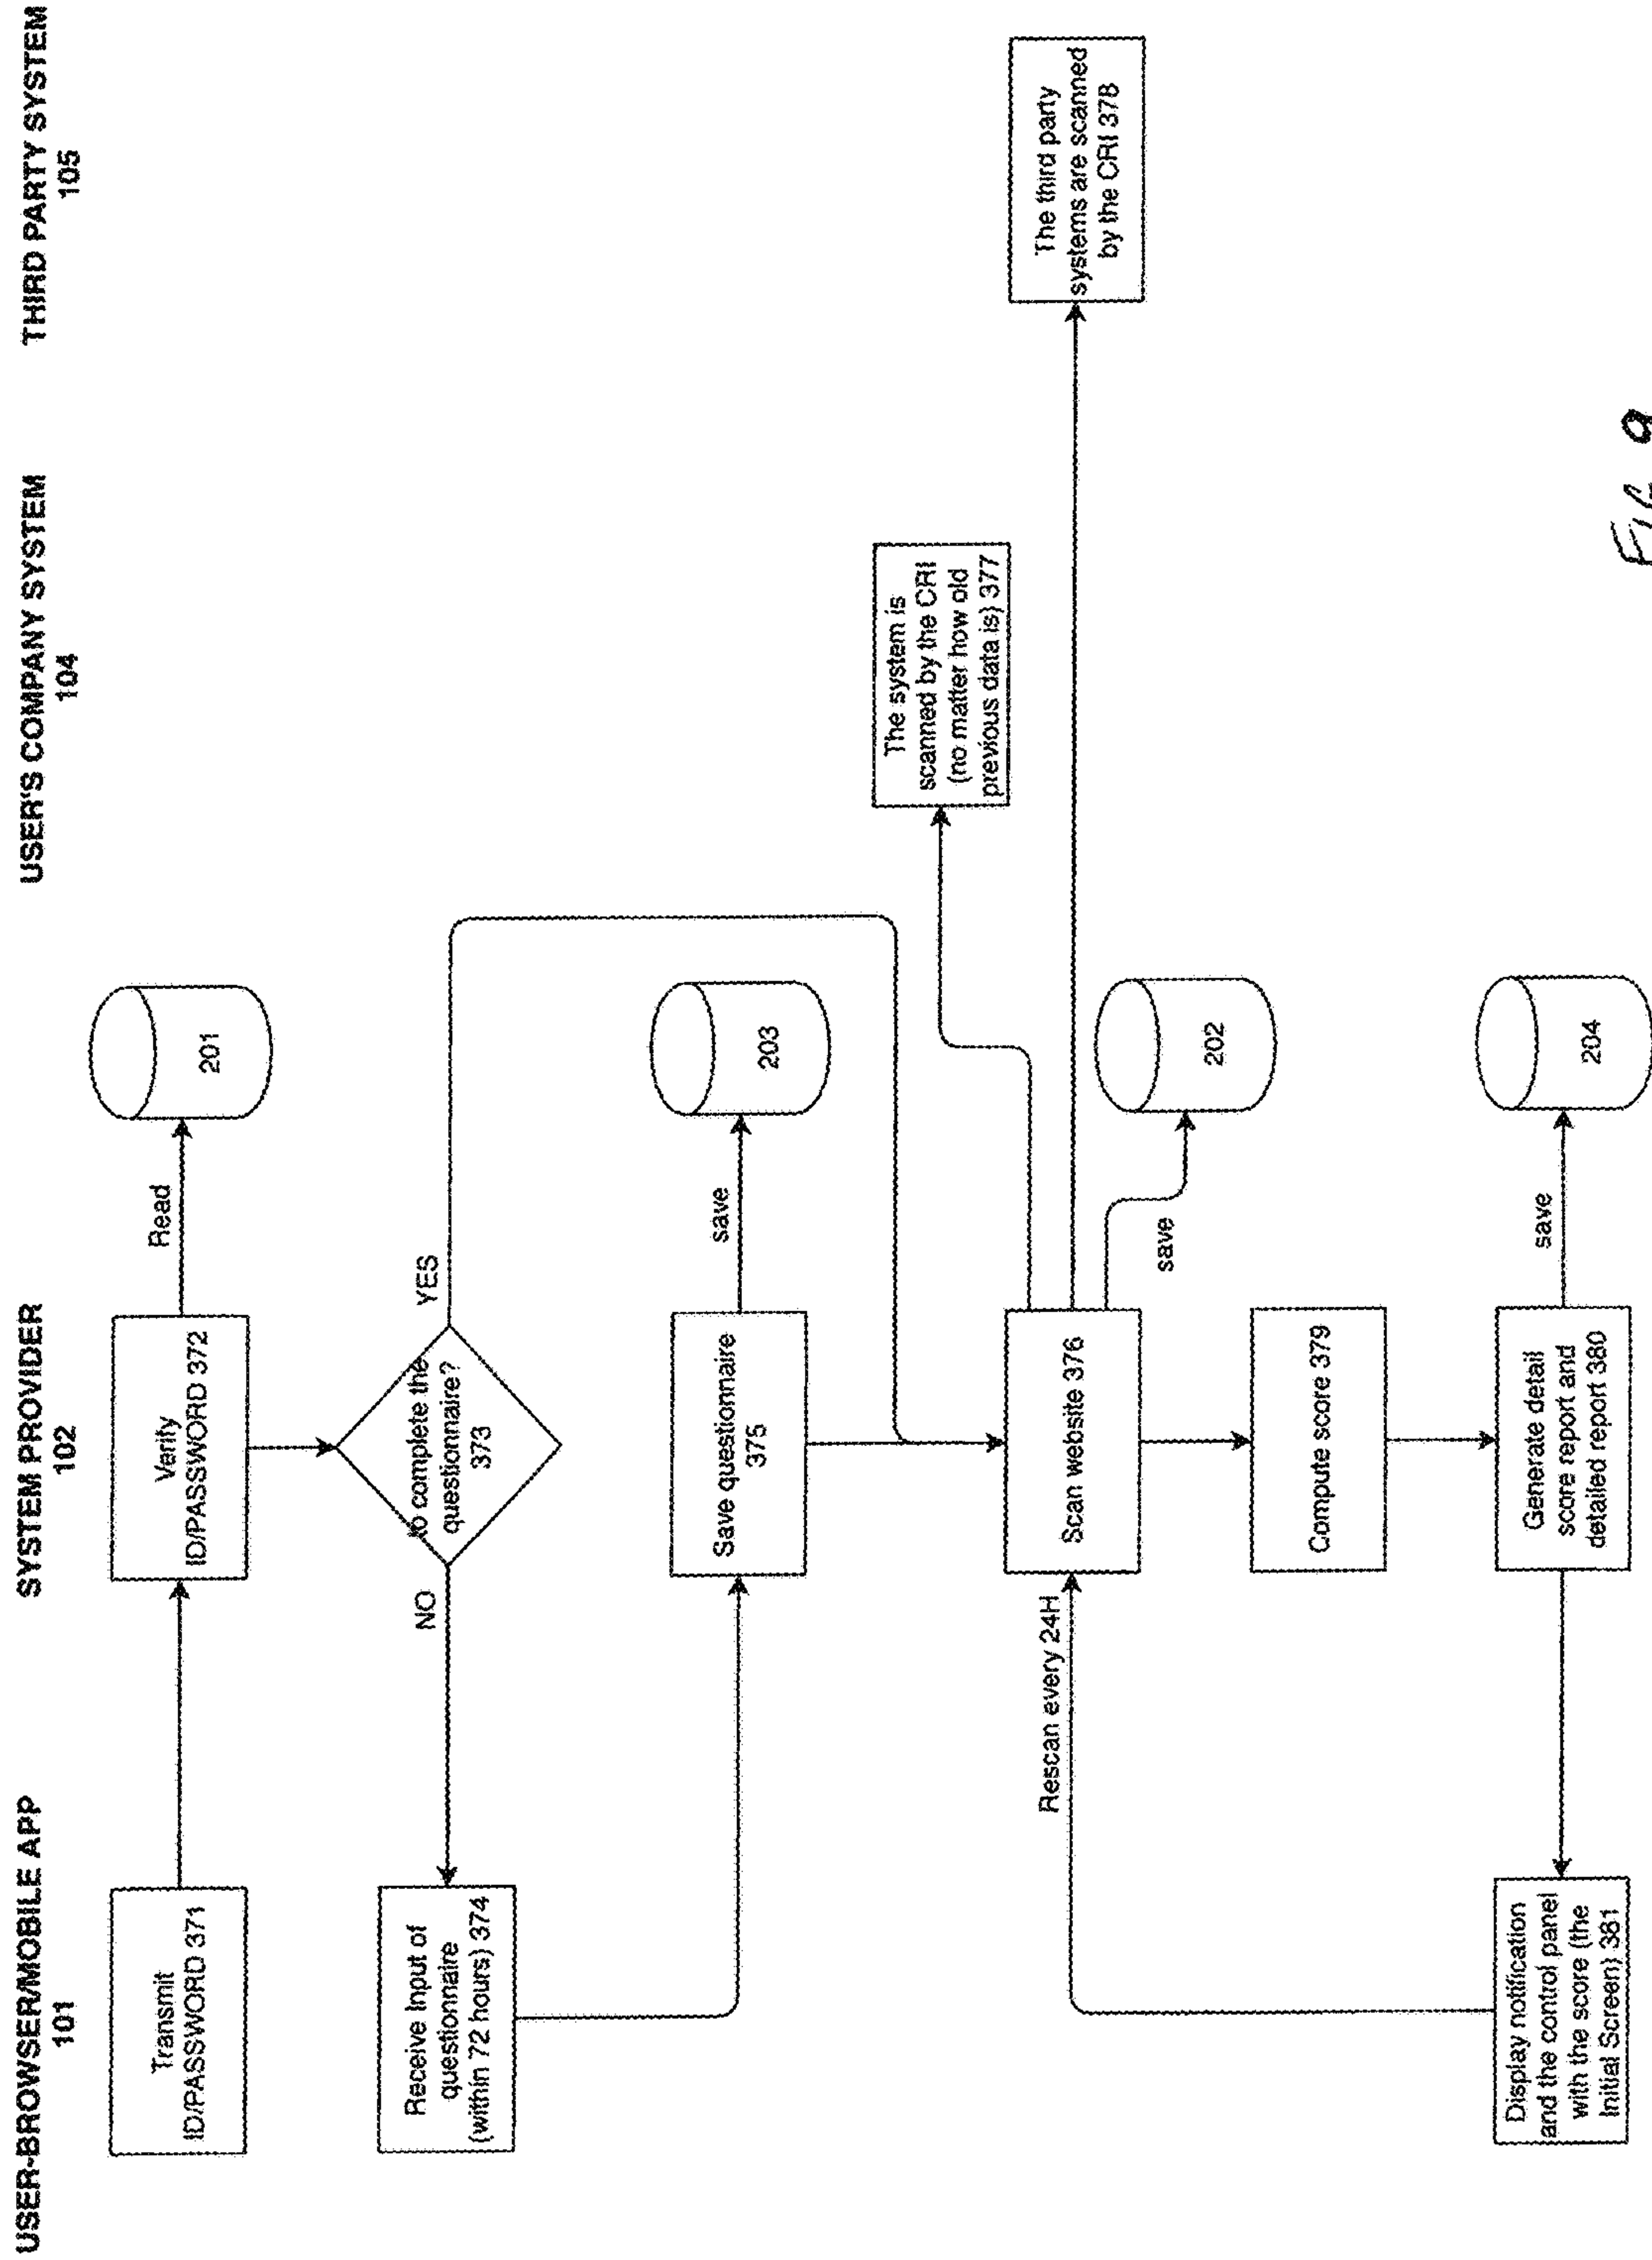 USER-BROWSER/MOBILE APP
101
SYSTEM PROVIDER
102
USER'S COMPANY SYSTEM
104
THIRD PARTY SYSTEM
105
Transmit
ID/PASSWORD 371
Verify
ID/PASSWORD 372
Read
201
to complete the
questionnaire?
373
YES
NO
Receive Input of
questionnaire
(within 72 hours) 374
Save questionnaire
375
save
203
The system is
scanned by the CRI
(no matter how old
previous data is) 377
The third party
systems are scanned
by the CRI 378
Rescan every 24H
Scan website 376
save
202
Compute score 379
Display notification
and the control panel
with the score (the
Initial Screen) 381
Generate detail
score report and
detailed report 380
save
204
FIG 9